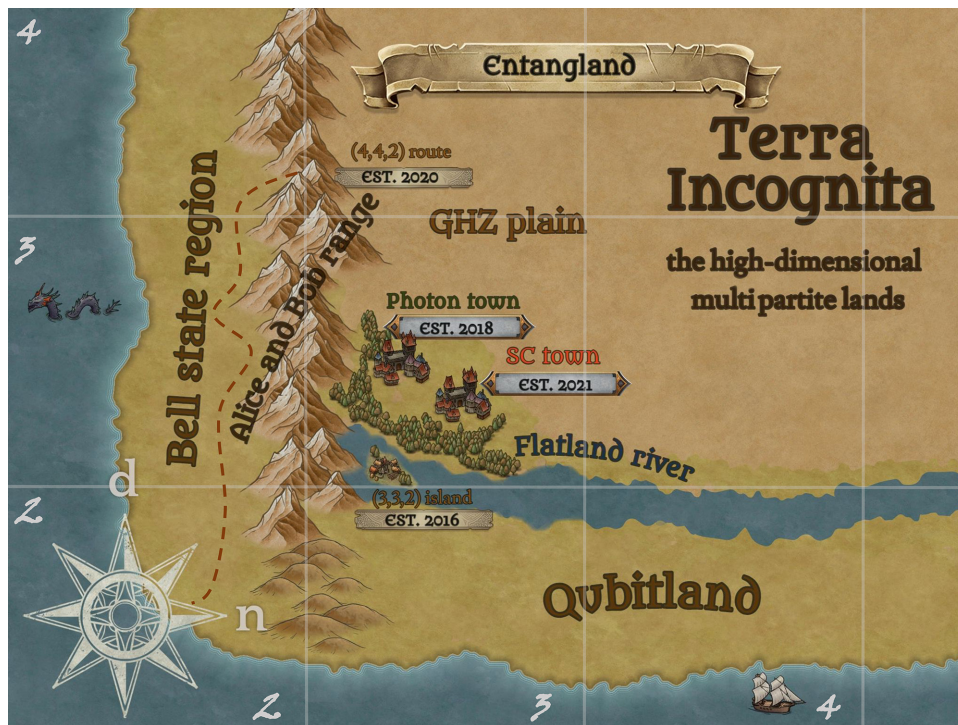 4
Entangland
Terra
Incognita
(4,4,2) route
EST. 2020
GHZ plain
3
the high-dimensional
multipartite lands
Bell state region
Alice and Bob range
Photon town
EST. 2018
SC town
EST. 2021
Flatland river
d
2
(3,3,2) island
EST. 2016
Qubitland
n
2
3
4